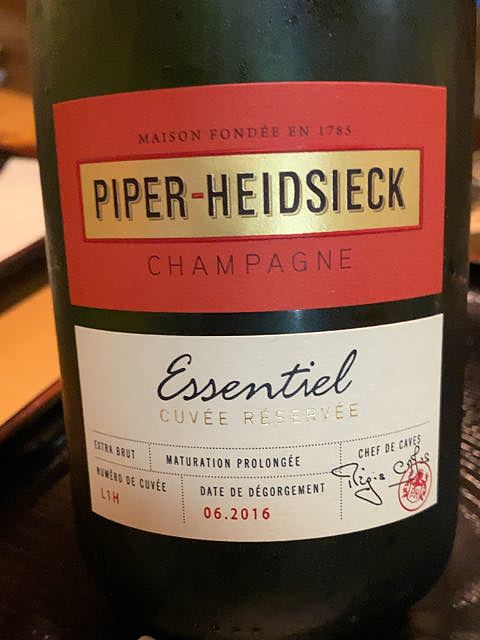 MAISON FONDÉE EN 1785
PIPER-HEIDSIECK
CHAMPAGNE
Essentiel
CUVÉE RÉSERVÉE
EXTRA BRUT
MATURATION PROLONGÉE
CHEF DE CAVES
Régis
NUMÉRO DE CUVÉE
L1H
DATE DE DÉGORGEMENT
06.2016